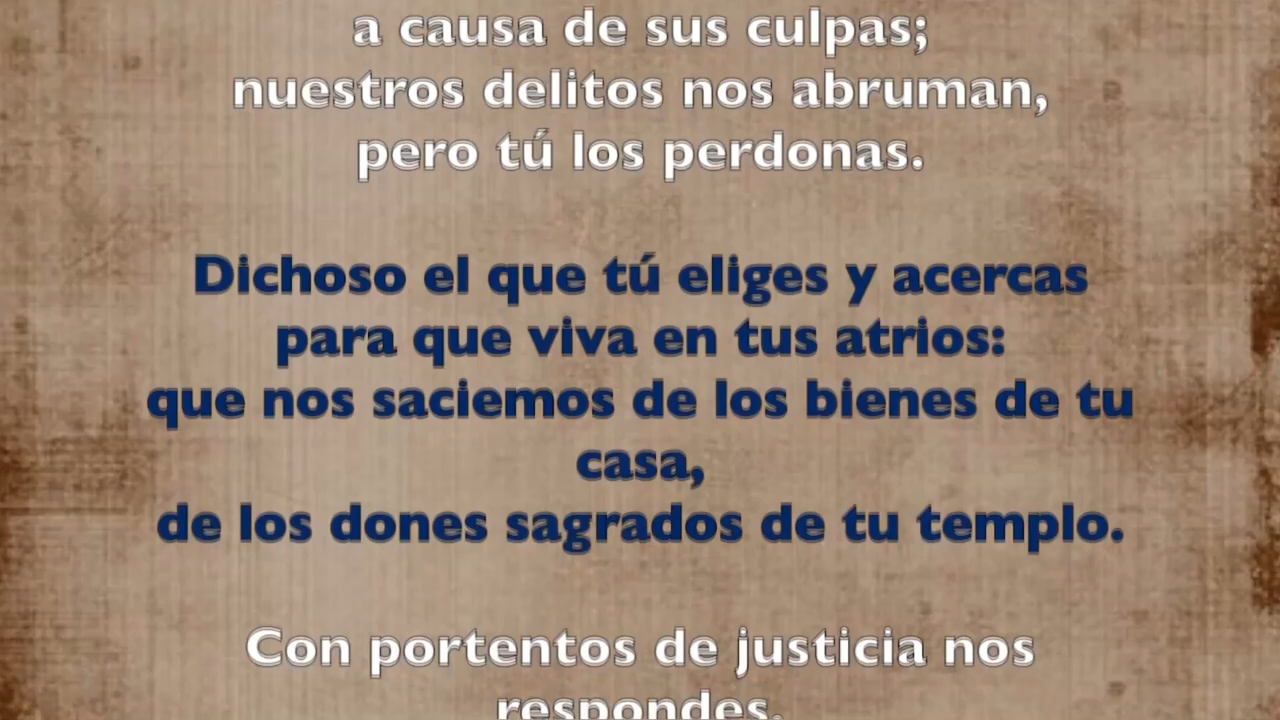 a causa de sus culpas;
nuestros delitos nos abruman,
pero tú los perdonas.
Dichoso el que tú eliges y acercas
para que viva en tus atrios:
que nos saciemos de los bienes de tu
casa,
de los dones sagrados de tu templo.
Con portentos de justicia nos
respondes,